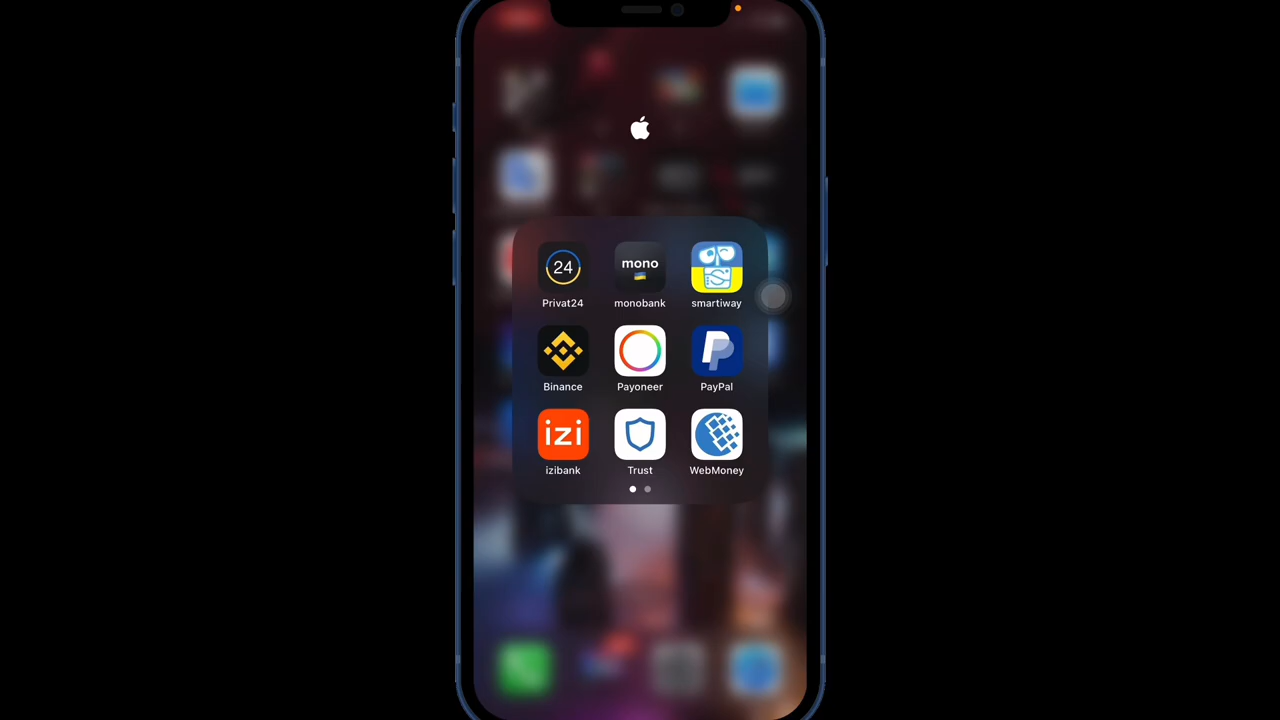 24
mono
Privat24 monobank smartiway
Binance Payoneer PayPal
izi
izibank Trust WebMoney